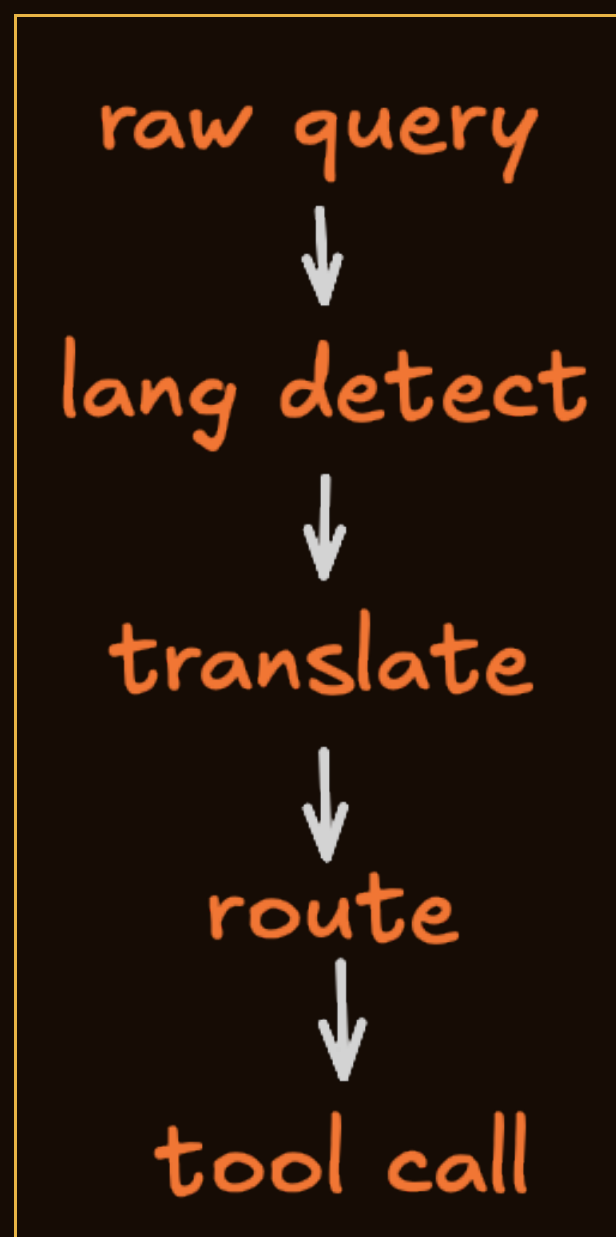 raw query
lang detect
translate
route
tool call